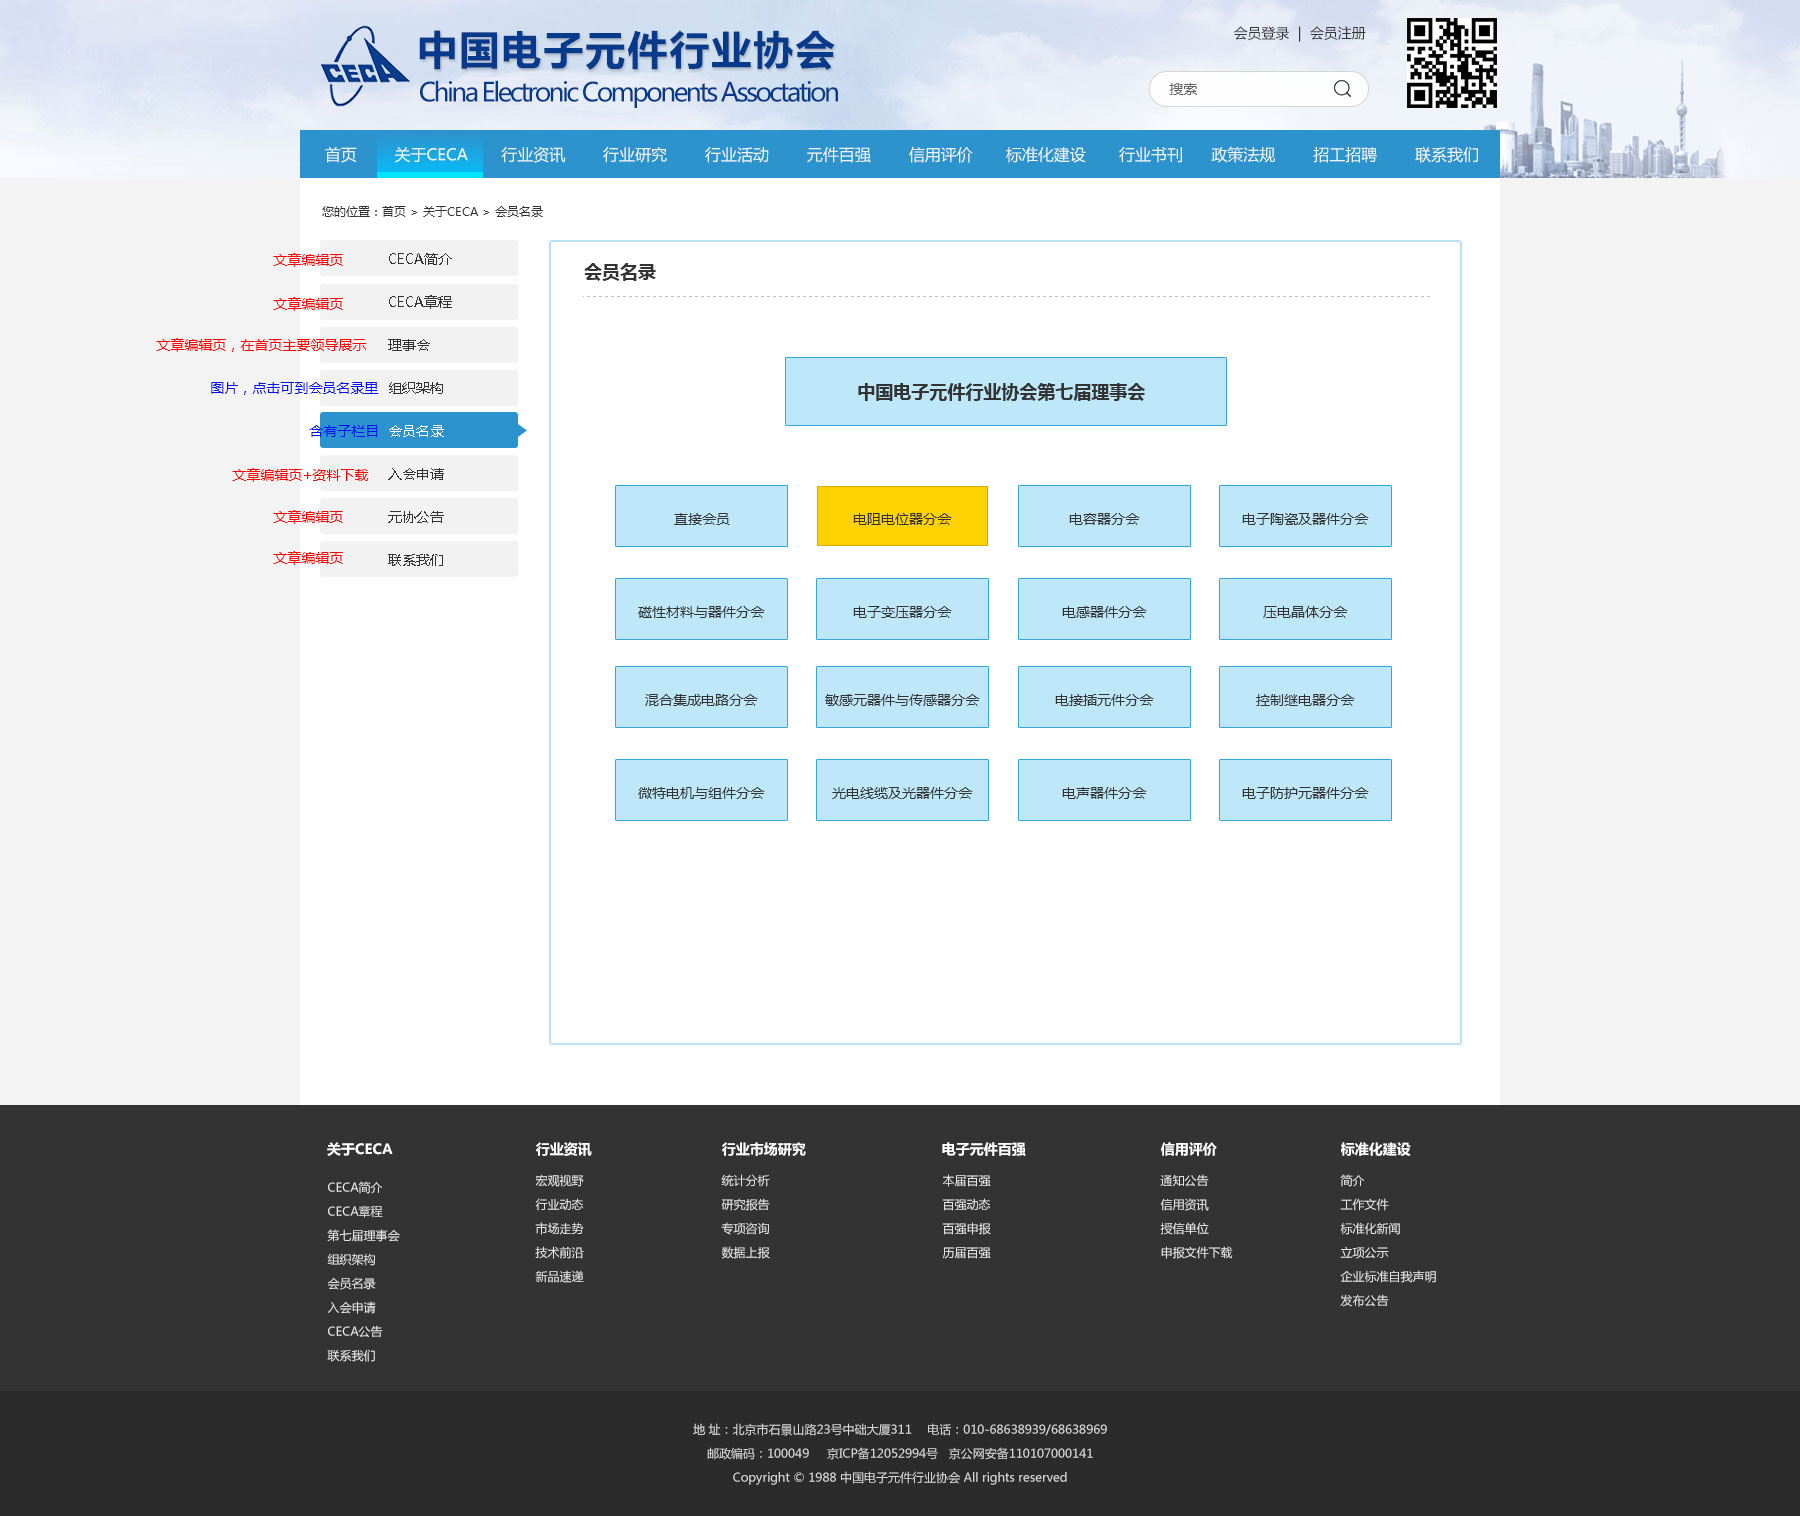 中国电子元件行业协会
CECA
China Electronic Components Assoctation
会员登录 | 会员注册
搜索
首页 关于CECA 行业资讯 行业研究 行业活动 元件百强 信用评价 标准化建设 行业书刊 政策法规 招工招聘 联系我们
您的位置：首页 > 关于CECA > 会员名录
文章编辑页 CECA简介
文章编辑页 CECA章程
文章编辑页，在首页主要领导展示 理事会
图片，点击可到会员名录里 组织架构
含有子栏目 会员名录
文章编辑页+资料下载 入会申请
文章编辑页 元协公告
文章编辑页 联系我们
会员名录
中国电子元件行业协会第七届理事会
直接会员 电阻电位器分会 电容器分会 电子陶瓷及器件分会
磁性材料与器件分会 电子变压器分会 电感器件分会 压电晶体分会
混合集成电路分会 敏感元器件与传感器分会 电接插元件分会 控制继电器分会
微特电机与组件分会 光电线缆及光器件分会 电声器件分会 电子防护元器件分会
关于CECA
CECA简介
CECA章程
第七届理事会
组织架构
会员名录
入会申请
CECA公告
联系我们
行业资讯
宏观视野
行业动态
市场走势
技术前沿
新品速递
行业市场研究
统计分析
研究报告
专项咨询
数据上报
电子元件百强
本届百强
百强动态
百强申报
历届百强
信用评价
通知公告
信用资讯
授信单位
申报文件下载
标准化建设
简介
工作文件
标准化新闻
立项公示
企业标准自我声明
发布公告
地 址：北京市石景山路23号中础大厦311 电话：010-68638939/68638969
邮政编码：100049 京ICP备12052994号 京公网安备110107000141
Copyright © 1988 中国电子元件行业协会 All rights reserved